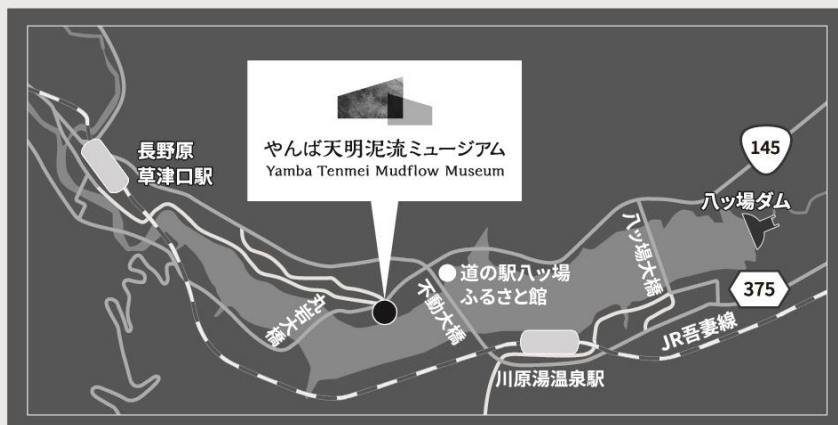 長野原
草津口駅
やんば天明泥流ミュージアム
Yamba Tenmei Mudflow Museum
145
八ッ場ダム
八ッ場大橋
道の駅八ッ場
ふるさと館
375
丸岩大橋
不動大橋
JR吾妻線
川原湯温泉駅